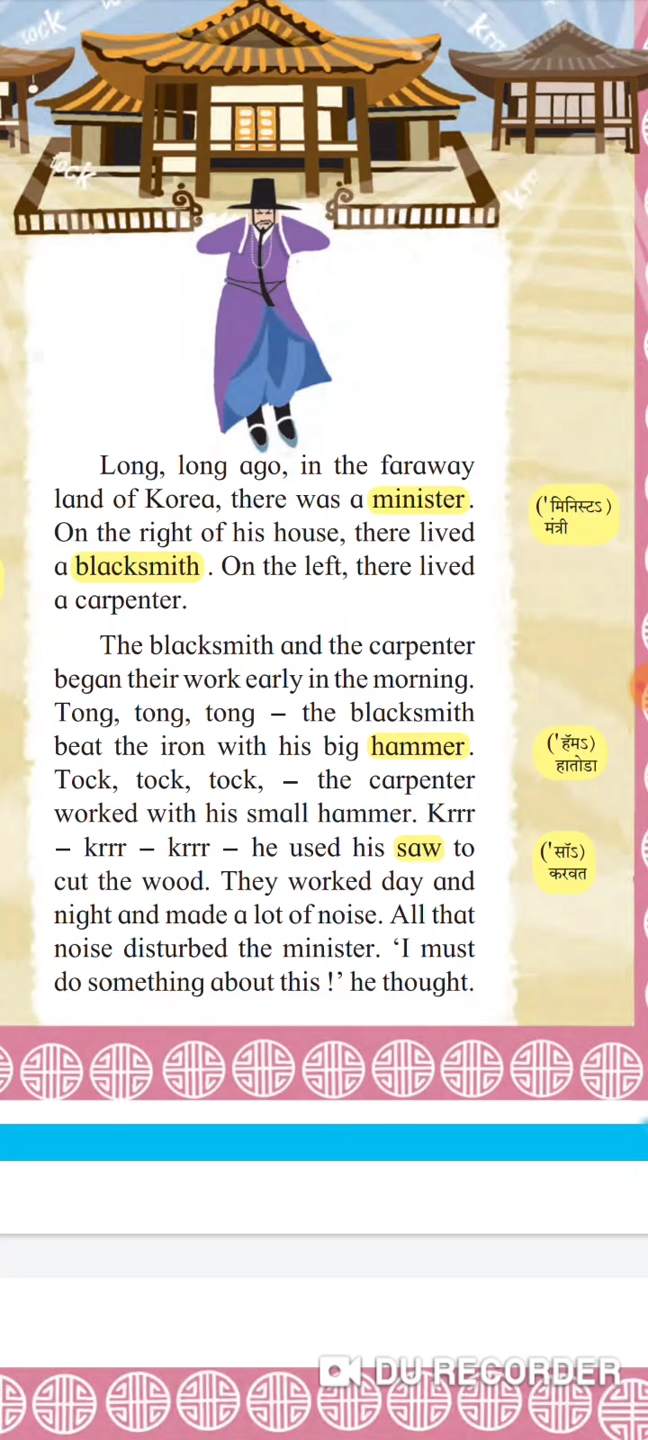 tock
krrr
tock
krrr
Long, long ago, in the faraway
land of Korea, there was a minister.
On the right of his house, there lived
a blacksmith . On the left, there lived
a carpenter.
('मिनिस्टऽ)
मंत्री
The blacksmith and the carpenter
began their work early in the morning.
Tong, tong, tong – the blacksmith
beat the iron with his big hammer.
Tock, tock, tock, – the carpenter
worked with his small hammer. Krrr
– krrr – krrr – he used his saw to
cut the wood. They worked day and
night and made a lot of noise. All that
noise disturbed the minister. ‘I must
do something about this !’ he thought.
('हॅमऽ)
हातोडा
('सॉऽ)
करवत
DU RECORDER